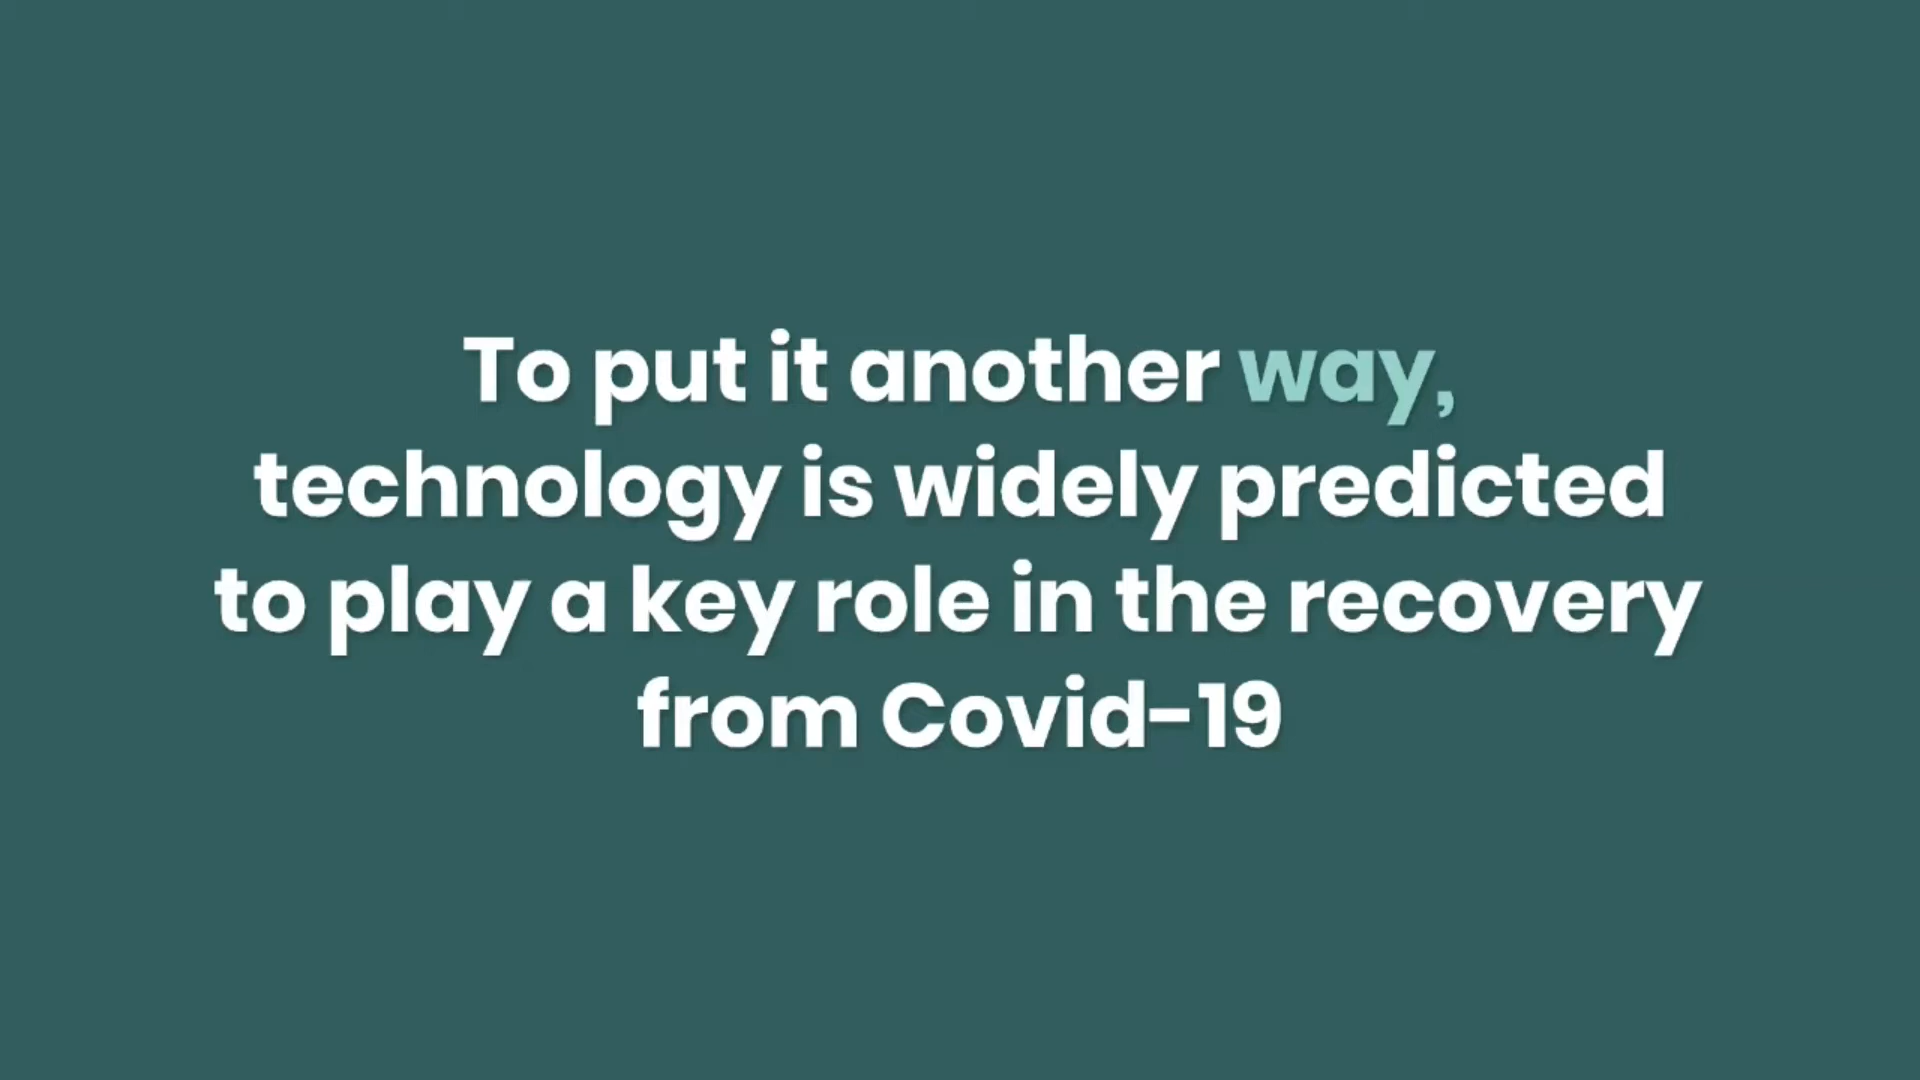 To put it another way,
technology is widely predicted
to play a key role in the recovery
from Covid-19